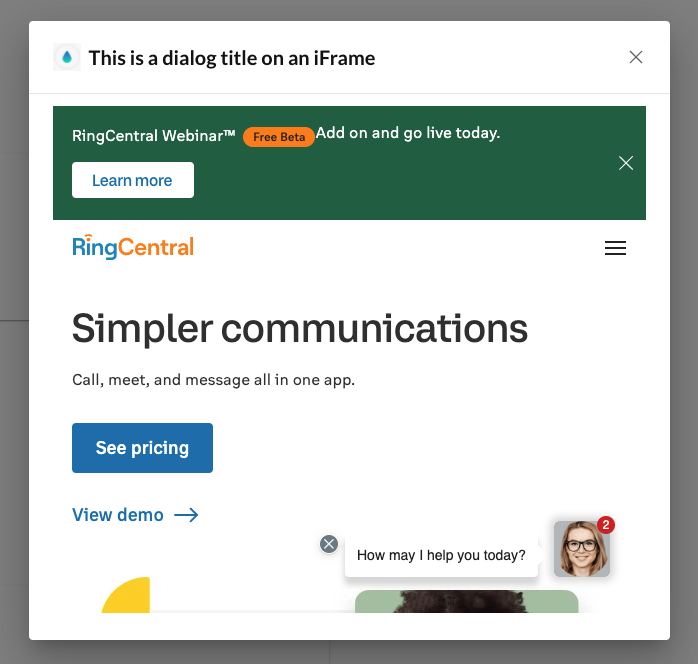 This is a dialog title on an iFrame
RingCentral Webinar™ Free Beta Add on and go live today.
Learn more
RingCentral
Simpler communications
Call, meet, and message all in one app.
See pricing
View demo
2
How may I help you today?